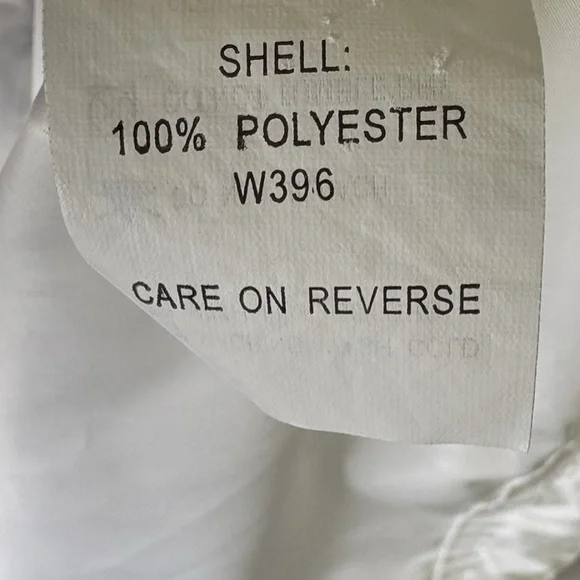 SHELL:
100% POLYESTER
W396
CARE ON REVERSE